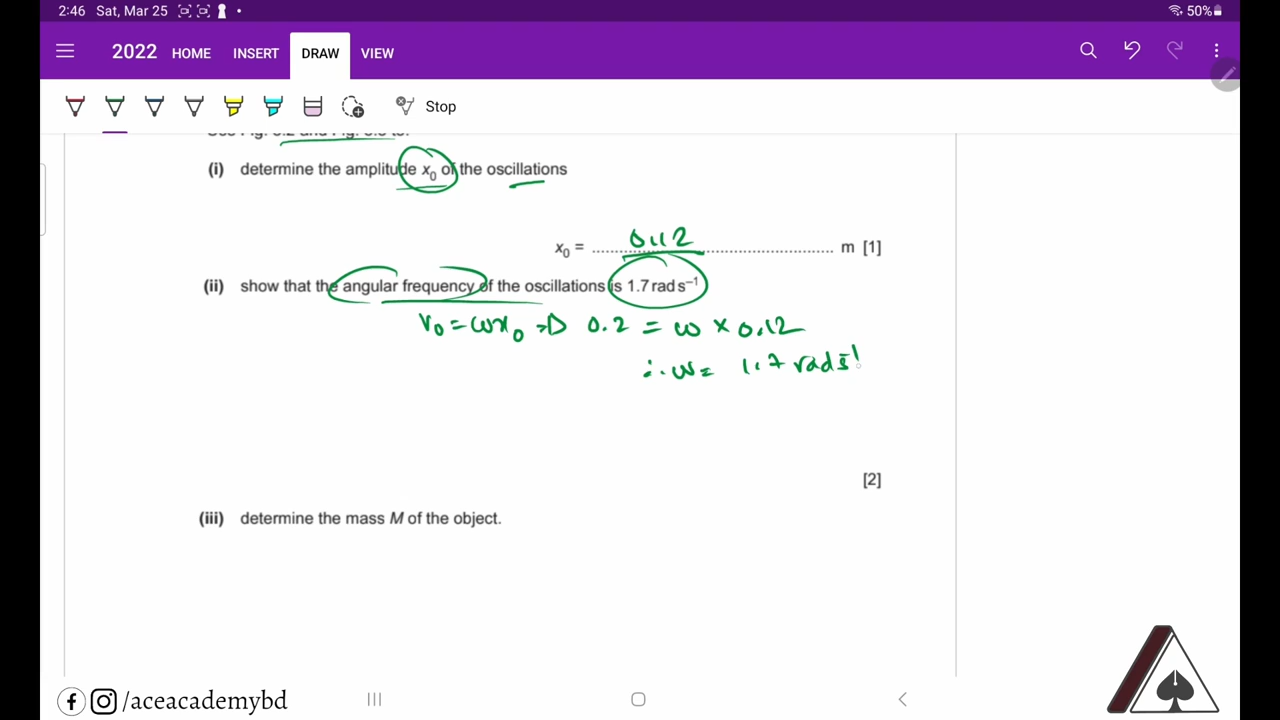 2:46 Sat, Mar 25 50%
2022 HOME INSERT DRAW VIEW
Stop
(i) determine the amplitude x₀ of the oscillations
x₀ = 0.12 m [1]
(ii) show that the angular frequency of the oscillations is 1.7 rad s⁻¹
v₀ = ωx₀ ⇒ 0.2 = ω × 0.12
∴ ω = 1.7 rad s⁻¹
[2]
(iii) determine the mass M of the object.
/aceacademybd